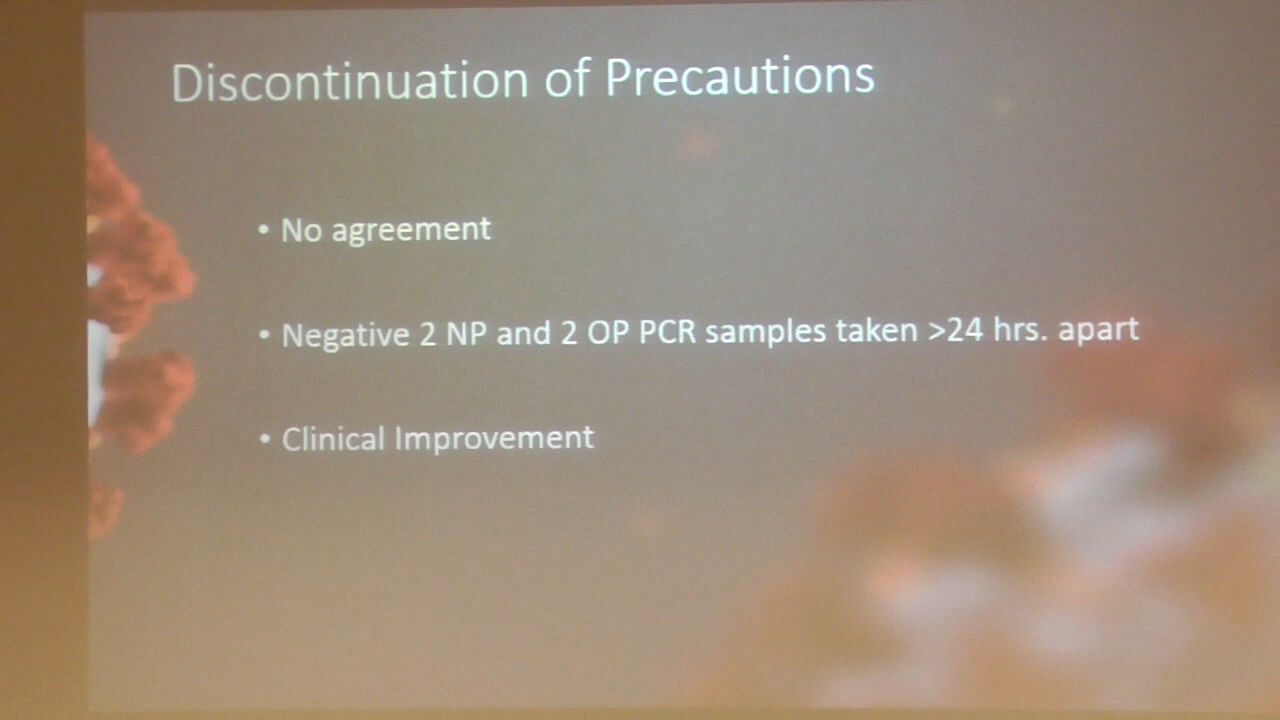 Discontinuation of Precautions
• No agreement
• Negative 2 NP and 2 OP PCR samples taken >24 hrs. apart
• Clinical Improvement